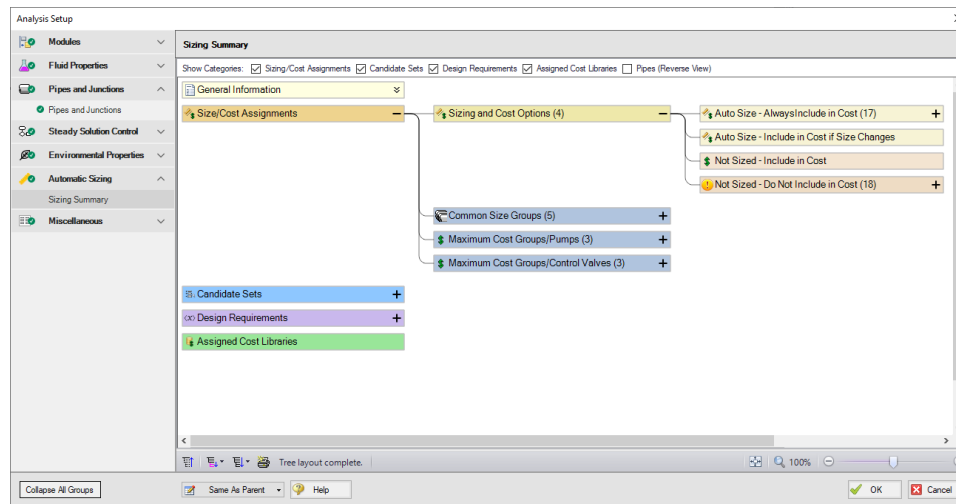 Analysis Setup
Modules
Fluid Properties
Pipes and Junctions
Pipes and Junctions
Steady Solution Control
Environmental Properties
Automatic Sizing
Sizing Summary
Miscellaneous
Sizing Summary
Show Categories: Sizing/Cost Assignments Candidate Sets Design Requirements Assigned Cost Libraries Pipes (Reverse View)
General Information
Size/Cost Assignments
Sizing and Cost Options (4)
Auto Size - AlwaysInclude in Cost (17)
Auto Size - Include in Cost if Size Changes
Not Sized - Include in Cost
Not Sized - Do Not Include in Cost (18)
Common Size Groups (5)
Maximum Cost Groups/Pumps (3)
Maximum Cost Groups/Control Valves (3)
Candidate Sets
(X) Design Requirements
Assigned Cost Libraries
Tree layout complete.
100%
Collapse All Groups
Same As Parent
Help
OK
Cancel